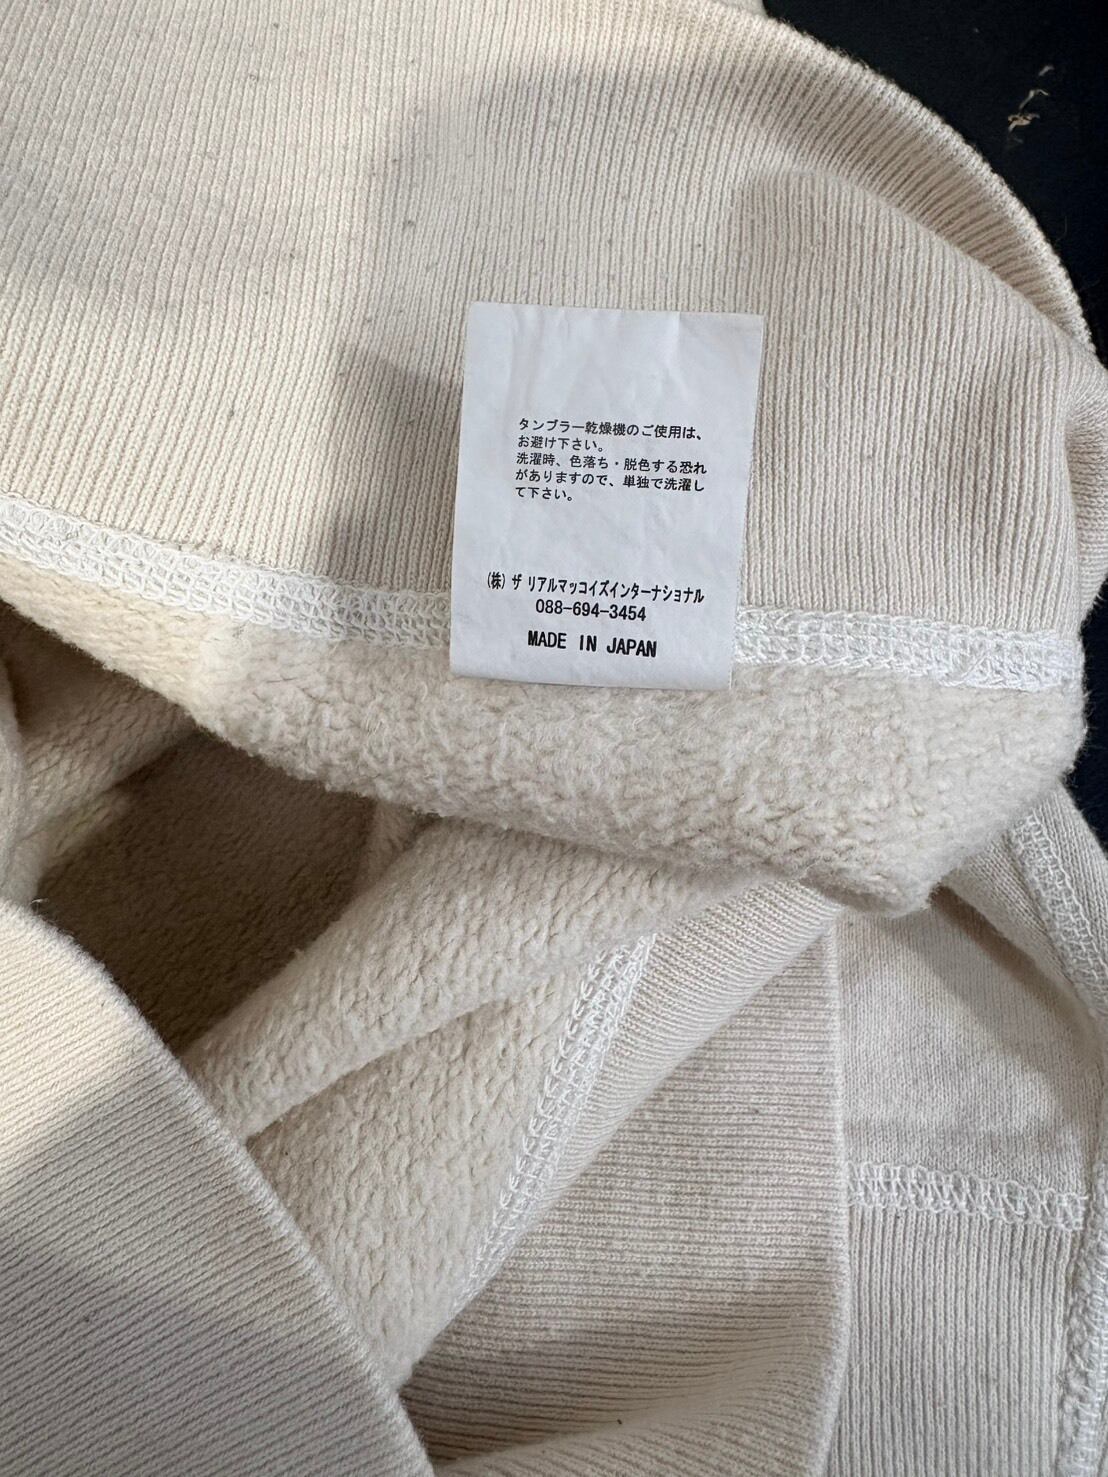 タンブラー乾燥機のご使用は、
お避け下さい。
洗濯時、色落ち・脱色する恐れ
がありますので、単独で洗濯し
て下さい。
(株) ザ リアルマッコイズインターナショナル
088-694-3454
MADE IN JAPAN